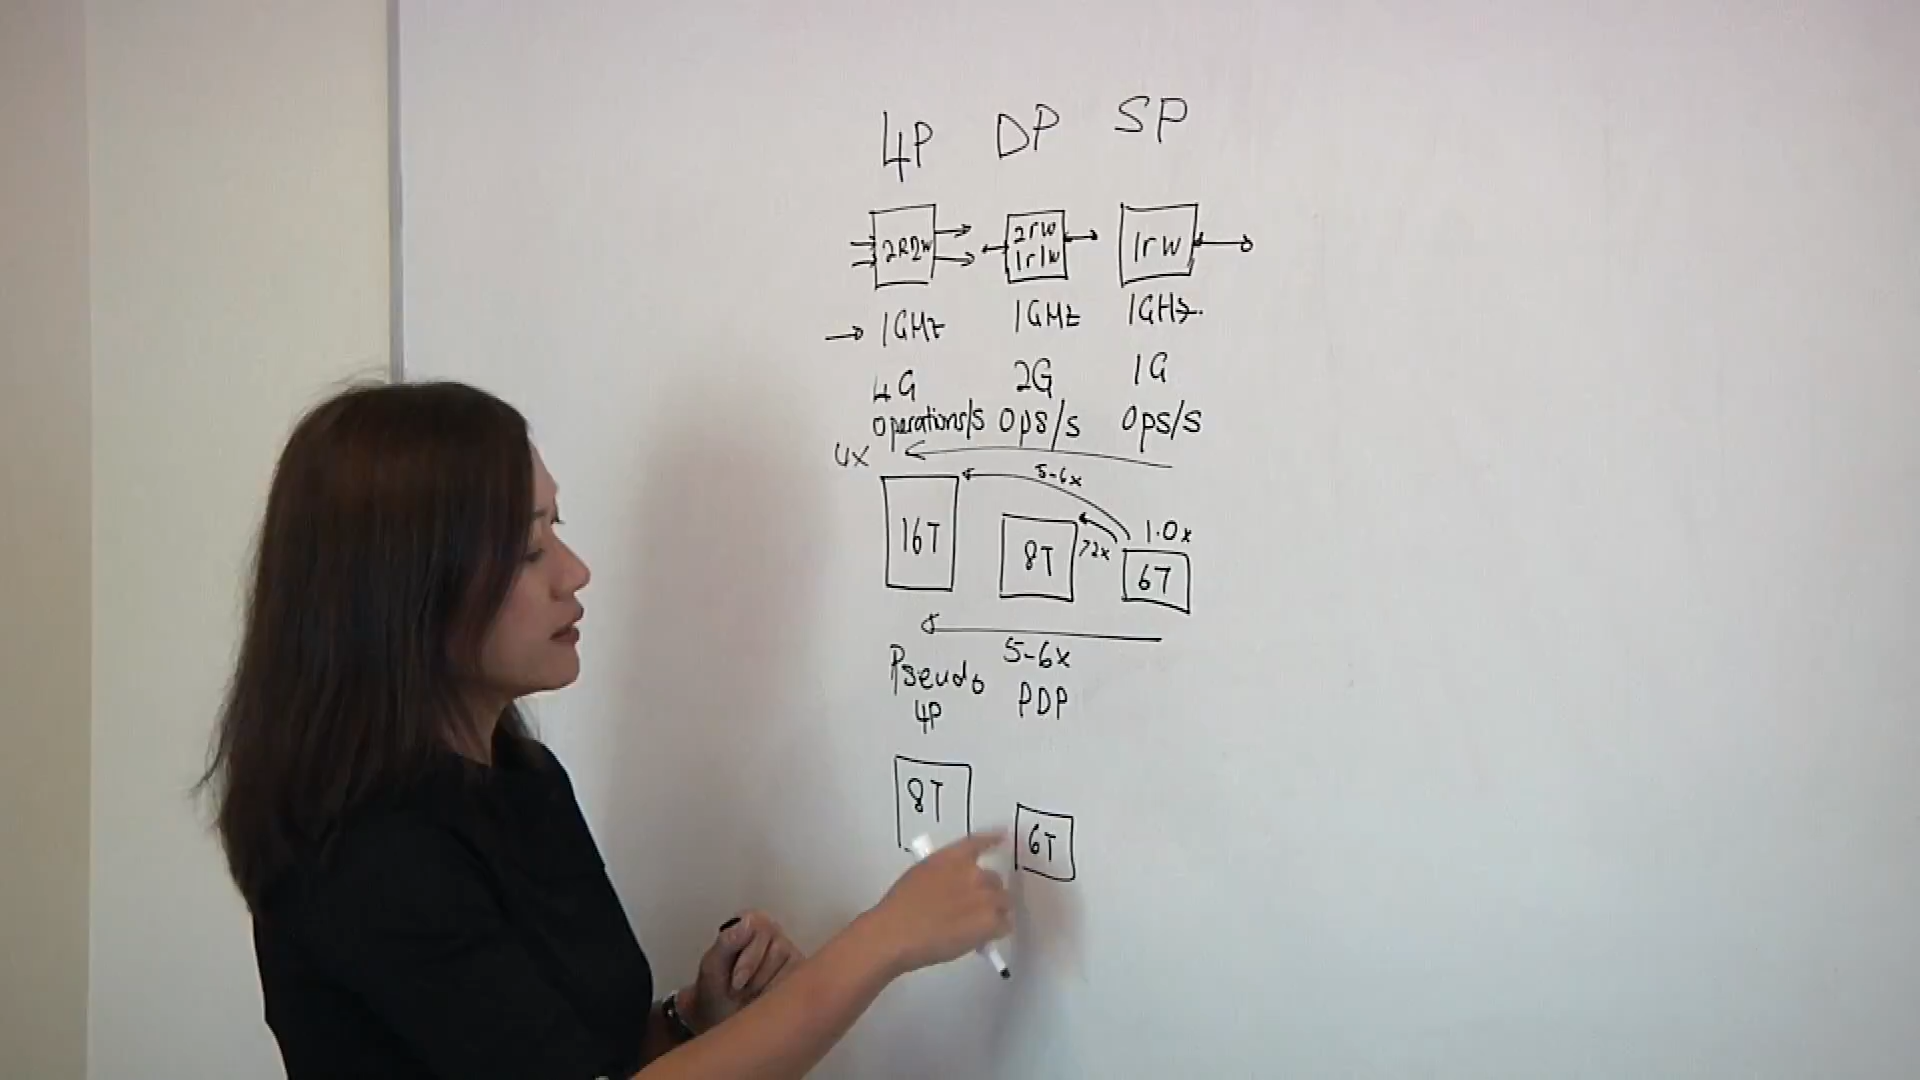 4P DP SP
2R2W 2rw 1rw
1r1w
→ 1GHz 1GHz 1GHz.
4G 2G 1G
Operations/s Ops/s Ops/s
4x
5-6x
16T 8T >2x 1.0x
6T
5-6x
Pseudo PDP
4P
8T 6T